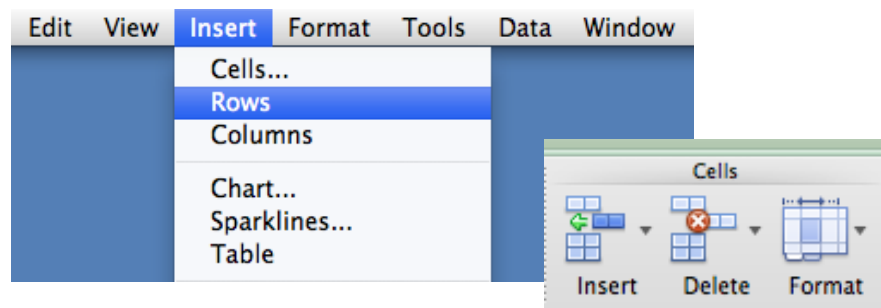 Edit View Insert Format Tools Data Window
Cells...
Rows
Columns
Chart...
Sparklines...
Table
Cells
Insert Delete Format